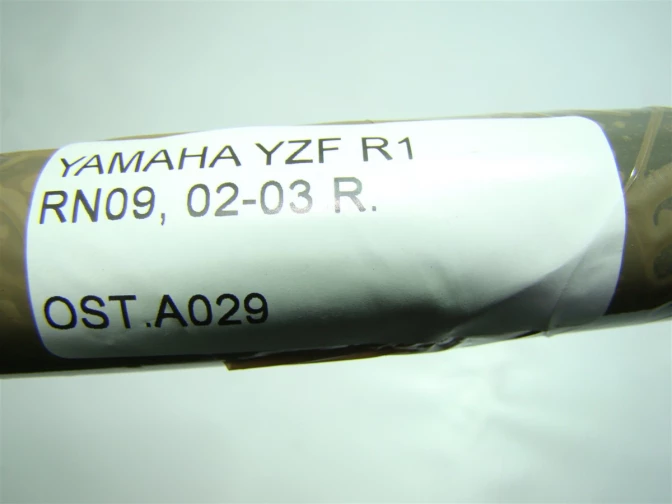 YAMAHA YZF R1
RN09, 02-03 R.
OST.A029